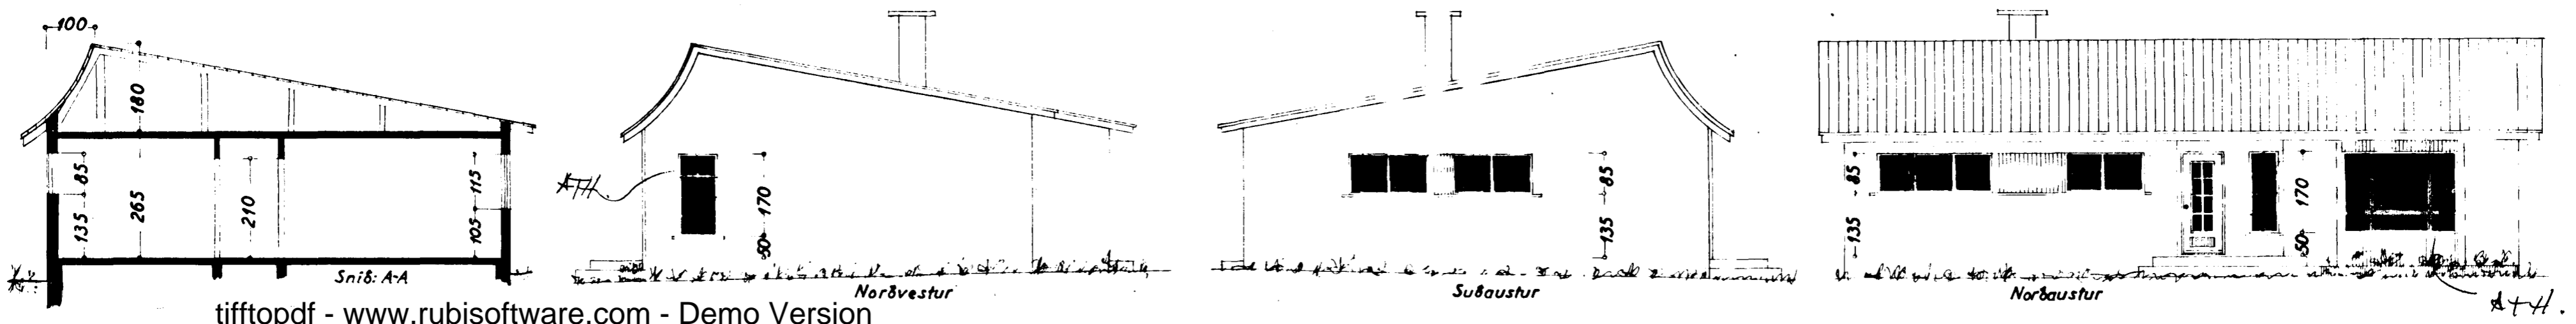 100
180
85
265
135
210
115
105
Snið: A-A
ATH.
170
50
Norðvestur
85
135
Suðaustur
85
135
170
50
Norðaustur
ATH.
tifftopdf - www.rubisoftware.com - Demo Version